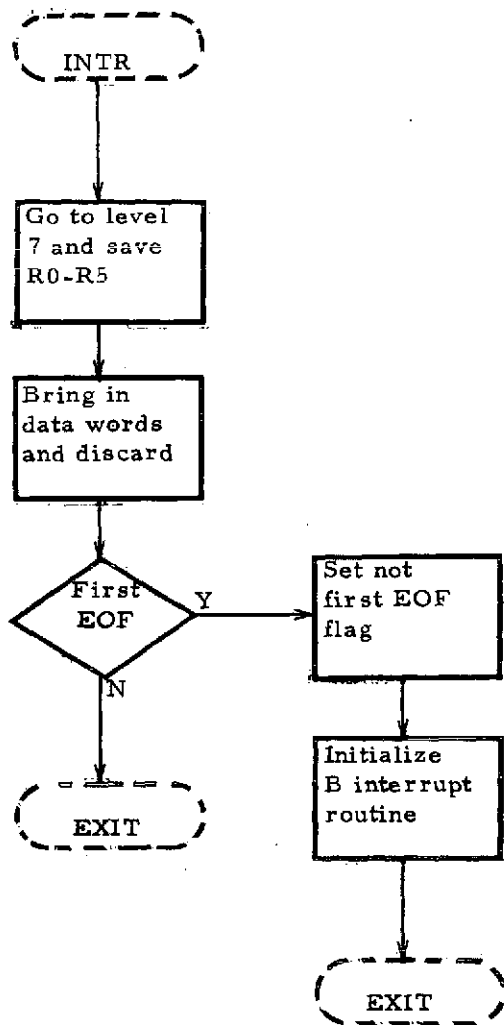 INTR
Go to level
7 and save
R0-R5
Bring in
data words
and discard
First
EOF
Y
N
EXIT
Set not
first EOF
flag
Initialize
B interrupt
routine
EXIT